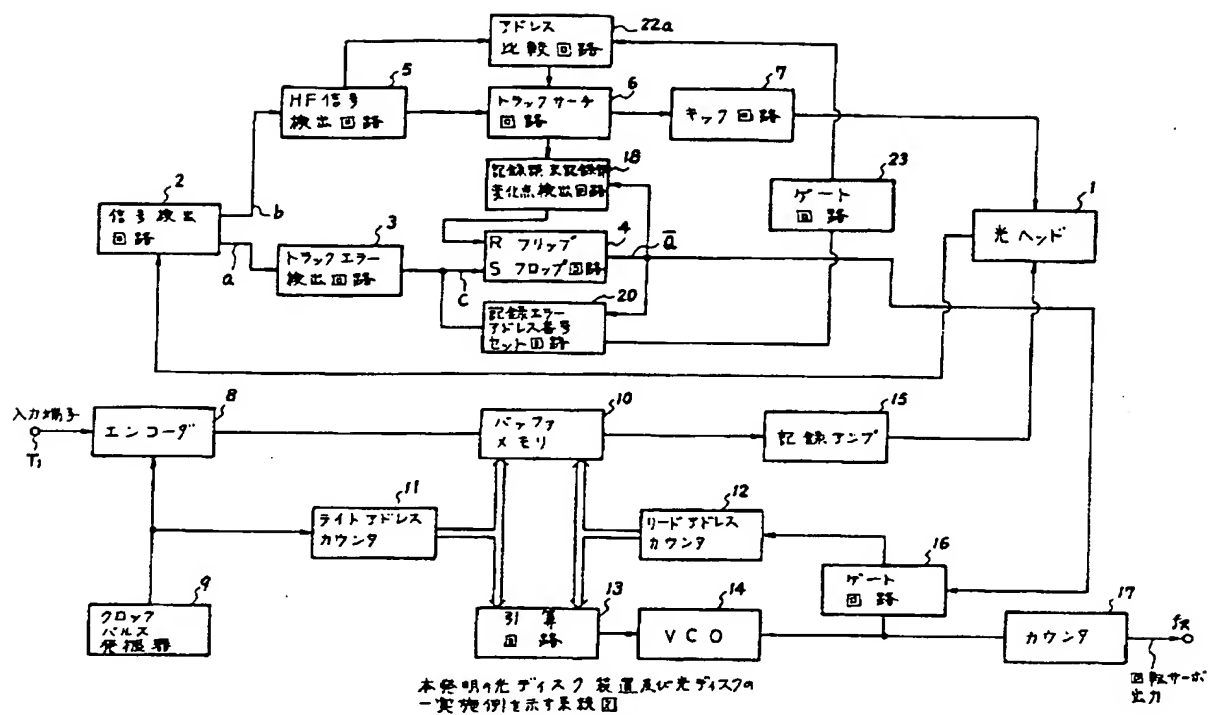 アドレス
比較回路
22a
5
HF信号
検出回路
6
トラックサーチ
回路
7
キック回路
18
記録部未記録部
変化点検出回路
23
ゲート
回路
2
信号検出
回路
b
a
3
トラックエラー
検出回路
C
4
R フリップ
S フロップ回路
Q̅
1
光ヘッド
20
記録エラー
アドレス番号
セット回路
入力端子
T1
8
エンコーダ
10
バッファ
メモリ
15
記録アンプ
11
ライトアドレス
カウンタ
12
リードアドレス
カウンタ
16
ゲート
回路
9
クロック
パルス
発振器
13
引算
回路
14
VCO
17
カウンタ
fR
回転サーボ
出力
本発明の光ディスク装置及び光ディスクの
一実施例を示す系統図